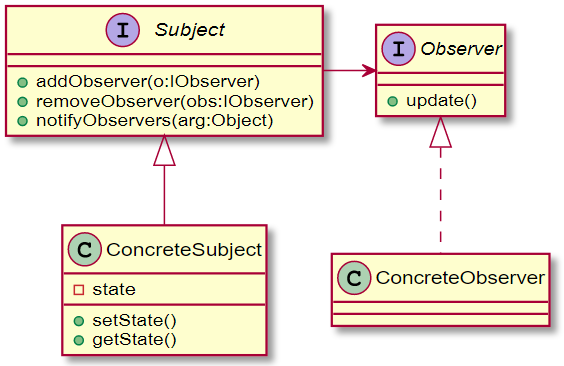 I Subject
addObserver(o:IObserver)
removeObserver(obs:IObserver)
notifyObservers(arg:Object)
I Observer
update()
C ConcreteSubject
state
setState()
getState()
C ConcreteObserver